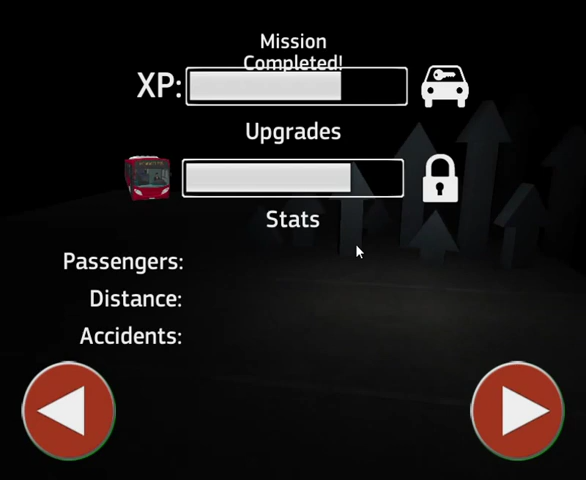 Mission
Completed!
XP:
Upgrades
Stats
Passengers:
Distance:
Accidents: